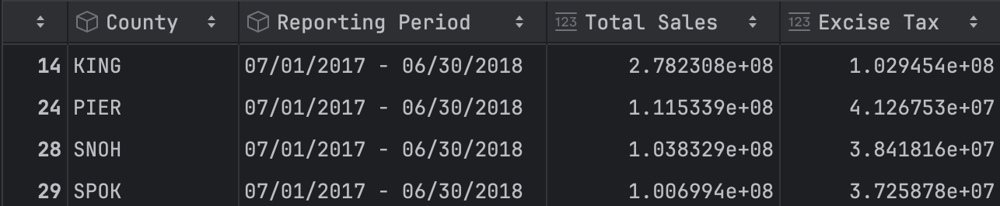 County Reporting Period 123 Total Sales 123 Excise Tax
14 KING 07/01/2017 - 06/30/2018 2.782308e+08 1.029454e+08
24 PIER 07/01/2017 - 06/30/2018 1.115339e+08 4.126753e+07
28 SNOH 07/01/2017 - 06/30/2018 1.038329e+08 3.841816e+07
29 SPOK 07/01/2017 - 06/30/2018 1.006994e+08 3.725878e+07